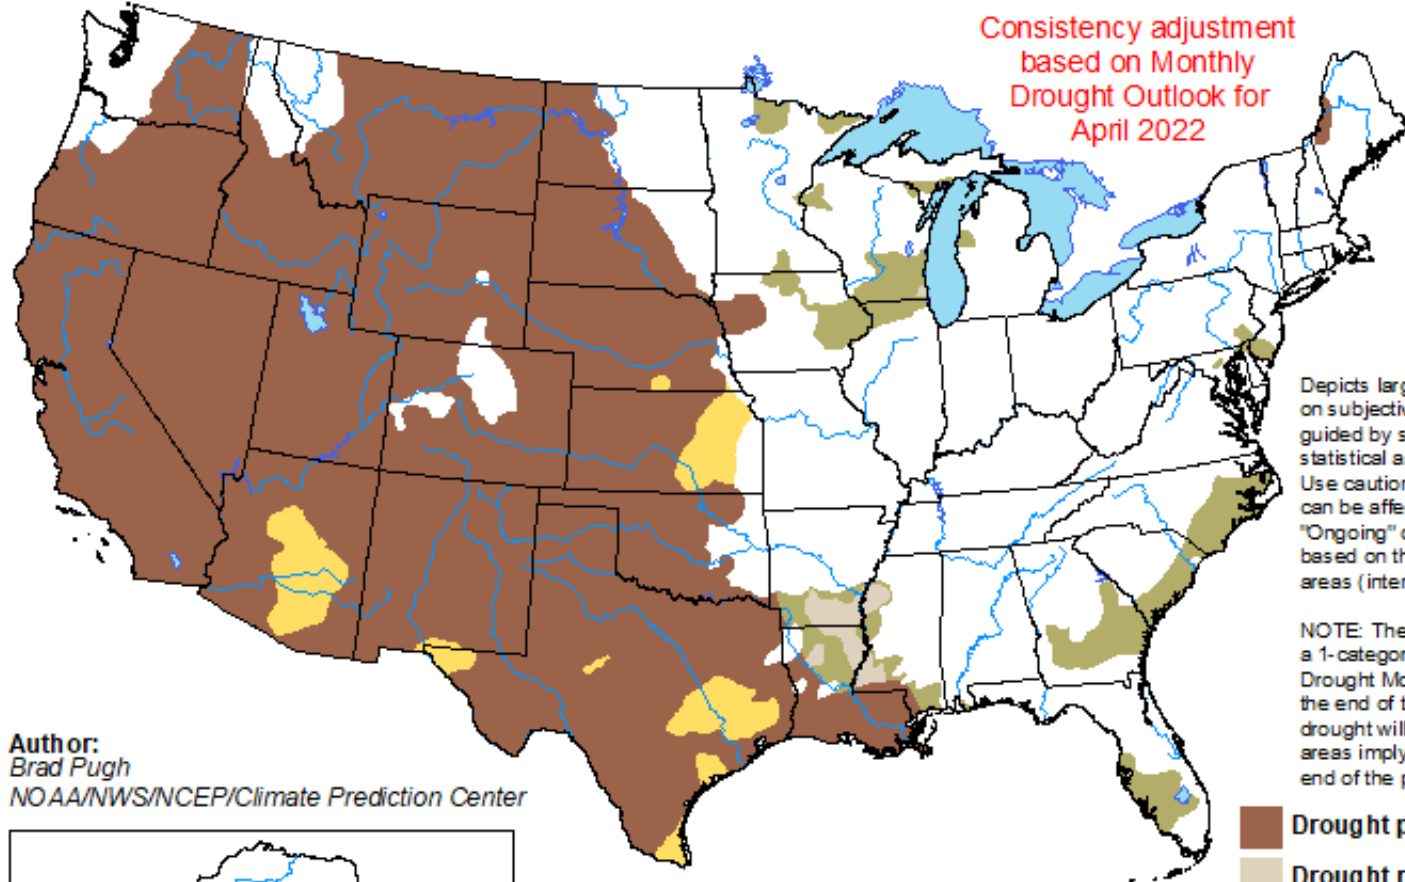 Consistency adjustment
based on Monthly
Drought Outlook for
April 2022
Depicts larg
on subjectiv
guided by s
statistical a
Use caution
can be affe
"Ongoing" d
based on th
areas (inter
NOTE: The
a 1-categor
Drought Mo
the end of t
drought will
areas imply
end of the p
Author:
Brad Pugh
NOAA/NWS/NCEP/Climate Prediction Center
Drought p
Drought r